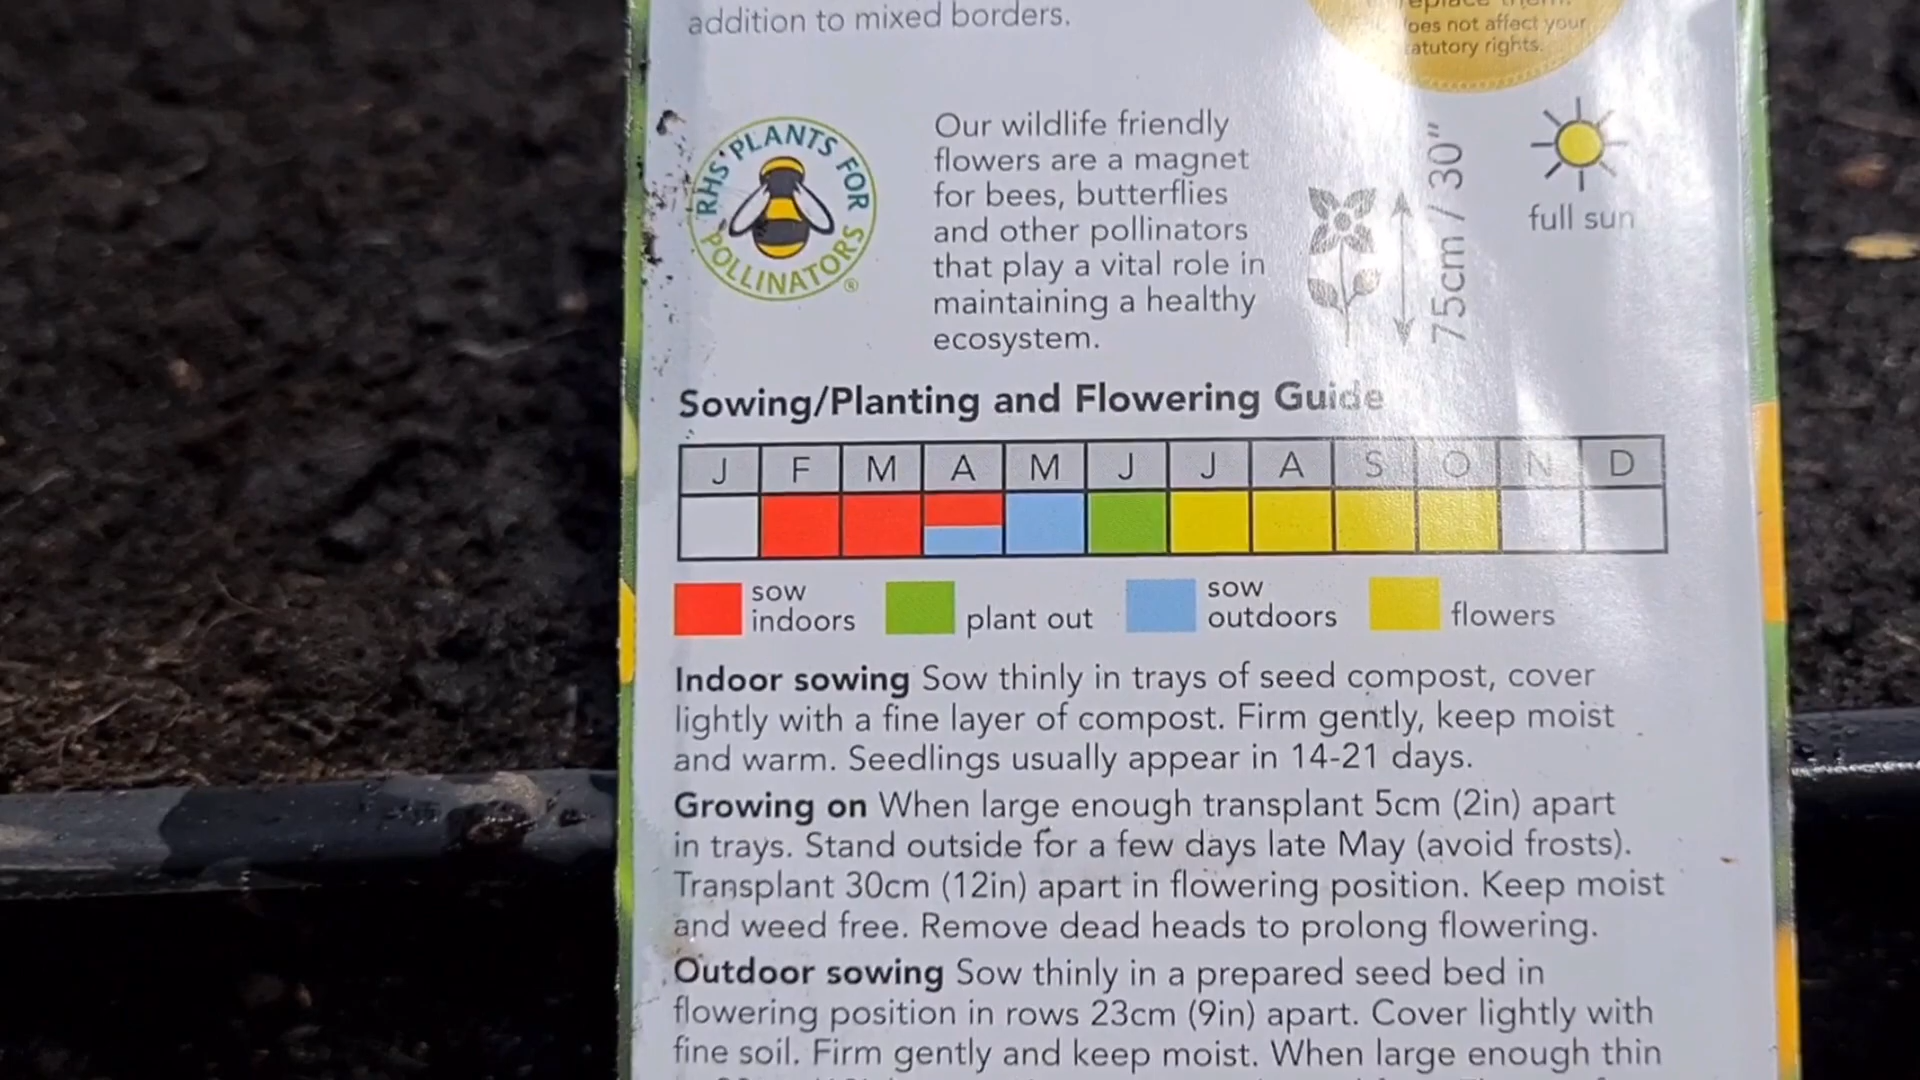 addition to mixed borders.
replace them.
oes not affect your
atutory rights.
RHS PLANTS FOR
POLLINATORS®
Our wildlife friendly
flowers are a magnet
for bees, butterflies
and other pollinators
that play a vital role in
maintaining a healthy
ecosystem.
75cm / 30"
full sun
Sowing/Planting and Flowering Guide
J F M A M J J A S O N D
sow
indoors
plant out
sow
outdoors
flowers
Indoor sowing Sow thinly in trays of seed compost, cover
lightly with a fine layer of compost. Firm gently, keep moist
and warm. Seedlings usually appear in 14-21 days.
Growing on When large enough transplant 5cm (2in) apart
in trays. Stand outside for a few days late May (avoid frosts).
Transplant 30cm (12in) apart in flowering position. Keep moist
and weed free. Remove dead heads to prolong flowering.
Outdoor sowing Sow thinly in a prepared seed bed in
flowering position in rows 23cm (9in) apart. Cover lightly with
fine soil. Firm gently and keep moist. When large enough thin